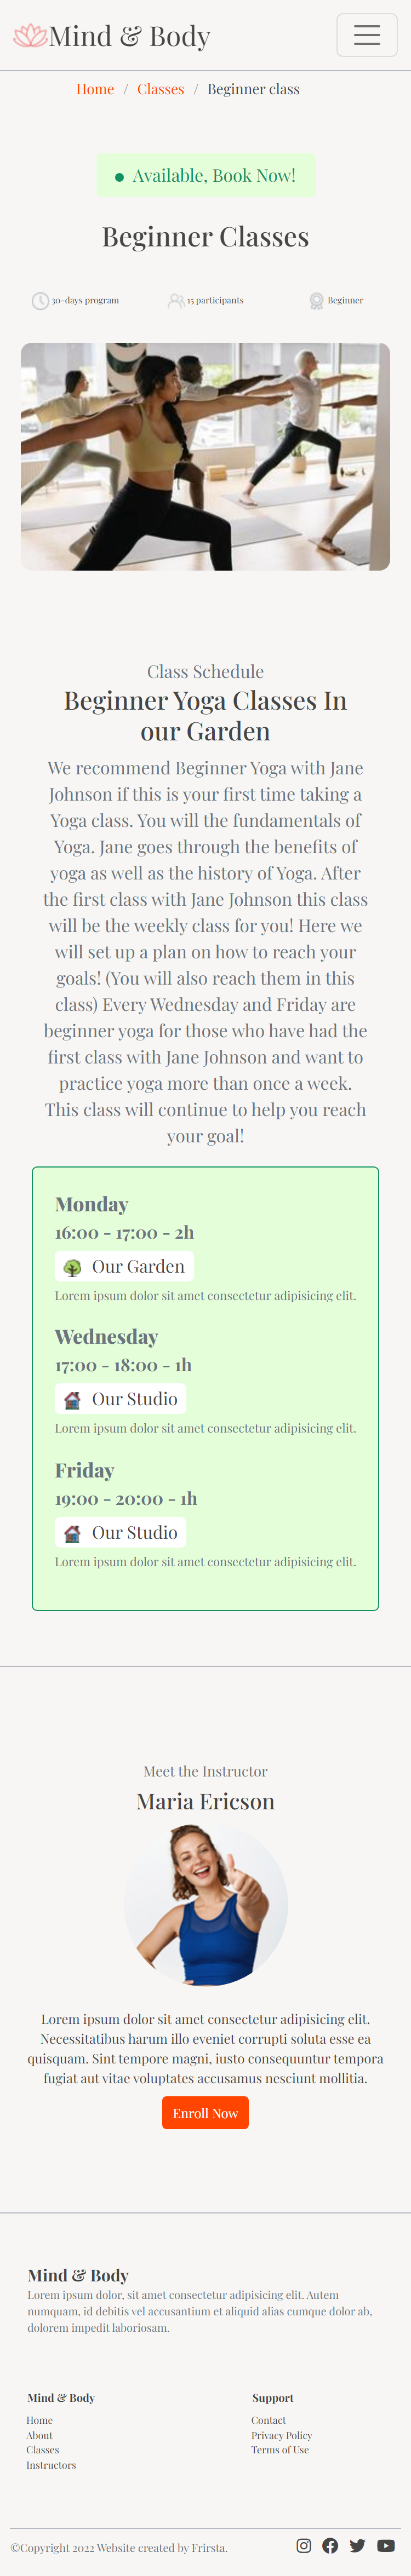 Mind & Body
Home / Classes / Beginner class
Available, Book Now!
Beginner Classes
30-days program
15 participants
Beginner
Class Schedule
Beginner Yoga Classes In
our Garden
We recommend Beginner Yoga with Jane
Johnson if this is your first time taking a
Yoga class. You will the fundamentals of
Yoga. Jane goes through the benefits of
yoga as well as the history of Yoga. After
the first class with Jane Johnson this class
will be the weekly class for you! Here we
will set up a plan on how to reach your
goals! (You will also reach them in this
class) Every Wednesday and Friday are
beginner yoga for those who have had the
first class with Jane Johnson and want to
practice yoga more than once a week.
This class will continue to help you reach
your goal!
Monday
16:00 - 17:00 - 2h
Our Garden
Lorem ipsum dolor sit amet consectetur adipisicing elit.
Wednesday
17:00 - 18:00 - 1h
Our Studio
Lorem ipsum dolor sit amet consectetur adipisicing elit.
Friday
19:00 - 20:00 - 1h
Our Studio
Lorem ipsum dolor sit amet consectetur adipisicing elit.
Meet the Instructor
Maria Ericson
Lorem ipsum dolor sit amet consectetur adipisicing elit.
Necessitatibus harum illo eveniet corrupti soluta esse ea
quisquam. Sint tempore magni, iusto consequuntur tempora
fugiat aut vitae voluptates accusamus nesciunt mollitia.
Enroll Now
Mind & Body
Lorem ipsum dolor, sit amet consectetur adipisicing elit. Autem
numquam, id debitis vel accusantium et aliquid alias cumque dolor ab,
dolorem impedit laboriosam.
Mind & Body
Home
About
Classes
Instructors
Support
Contact
Privacy Policy
Terms of Use
©Copyright 2022 Website created by Frirsta.